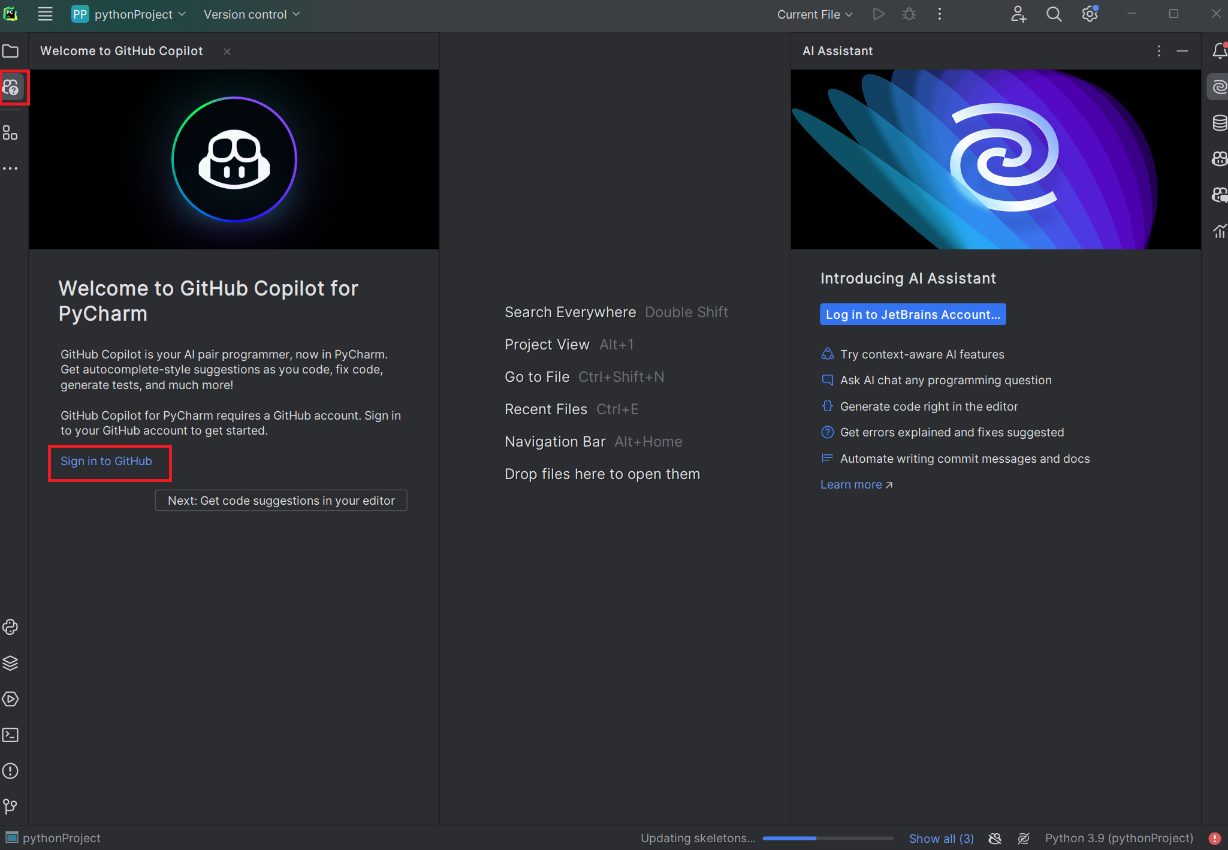 PC
PP pythonProject
Version control
Current File
Welcome to GitHub Copilot
Welcome to GitHub Copilot for
PyCharm
GitHub Copilot is your AI pair programmer, now in PyCharm.
Get autocomplete-style suggestions as you code, fix code,
generate tests, and much more!
GitHub Copilot for PyCharm requires a GitHub account. Sign in
to your GitHub account to get started.
Sign in to GitHub
Next: Get code suggestions in your editor
Search Everywhere Double Shift
Project View Alt+1
Go to File Ctrl+Shift+N
Recent Files Ctrl+E
Navigation Bar Alt+Home
Drop files here to open them
AI Assistant
Introducing AI Assistant
Log in to JetBrains Account...
Try context-aware AI features
Ask AI chat any programming question
Generate code right in the editor
Get errors explained and fixes suggested
Automate writing commit messages and docs
Learn more ↗
pythonProject
Updating skeletons...
Show all (3)
Python 3.9 (pythonProject)